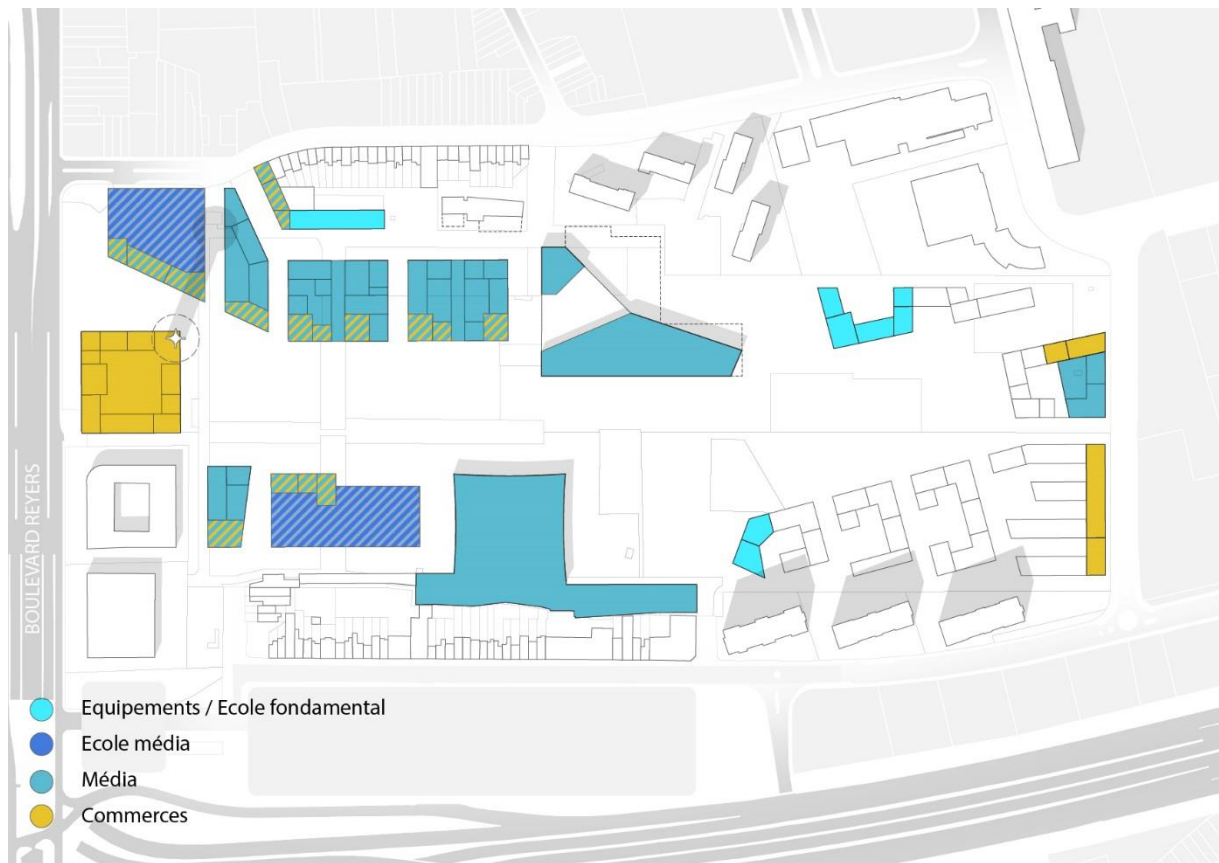 BOULEVARD REYERS
Equipements / Ecole fondamental
Ecole média
Média
Commerces